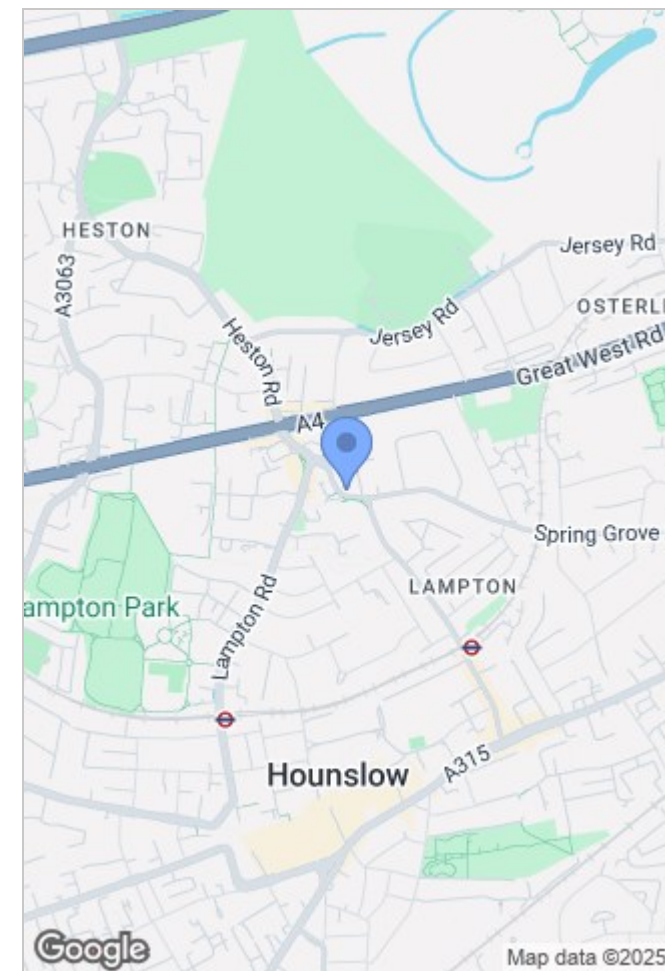 HESTON
A3063
Jersey Rd
OSTERLE
Heston Rd
Jersey Rd
Great West Rd
A4
Spring Grove
LAMPTON
ampton Park
Lampton Rd
Hounslow
A315
Google
Map data ©2025